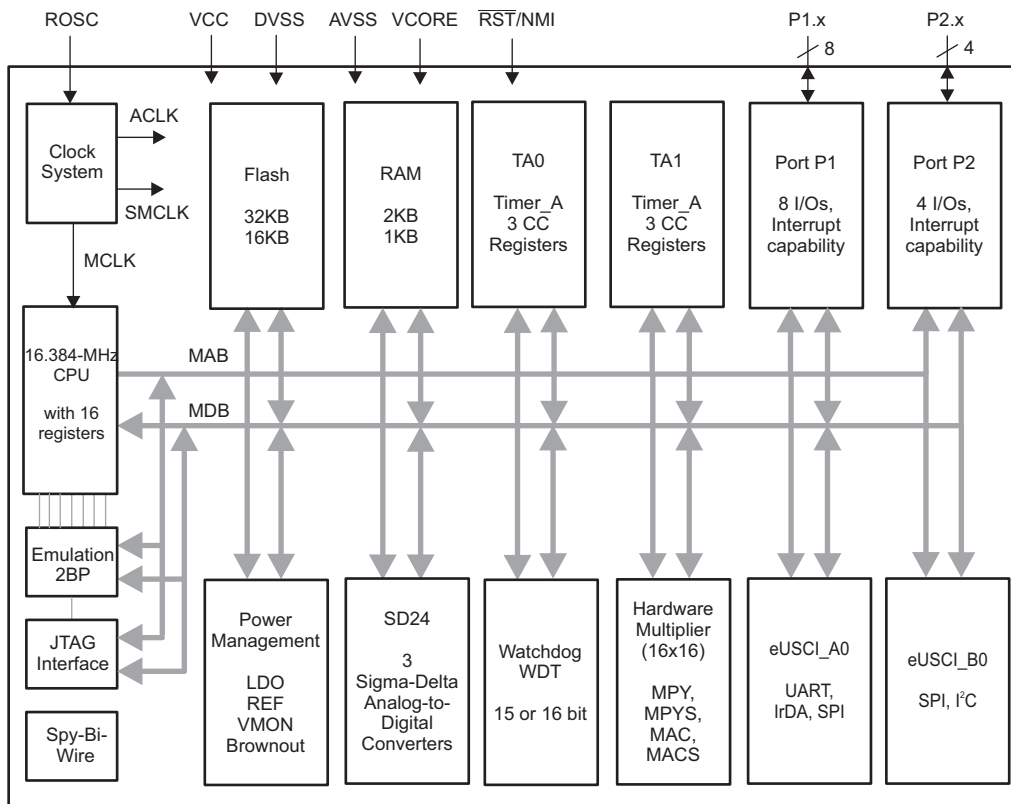 ROSC
VCC
DVSS
AVSS
VCORE
RST/NMI
P1.x
P2.x
8
4
Clock
System
ACLK
SMCLK
MCLK
Flash
32KB
16KB
RAM
2KB
1KB
TA0
Timer_A
3 CC
Registers
TA1
Timer_A
3 CC
Registers
Port P1
8 I/Os,
Interrupt
capability
Port P2
4 I/Os,
Interrupt
capability
16.384-MHz
CPU
with 16
registers
MAB
MDB
Emulation
2BP
JTAG
Interface
Spy-Bi-
Wire
Power
Management
LDO
REF
VMON
Brownout
SD24
3
Sigma-Delta
Analog-to-
Digital
Converters
Watchdog
WDT
15 or 16 bit
Hardware
Multiplier
(16x16)
MPY,
MPYS,
MAC,
MACS
eUSCI_A0
UART,
IrDA, SPI
eUSCI_B0
SPI, I²C